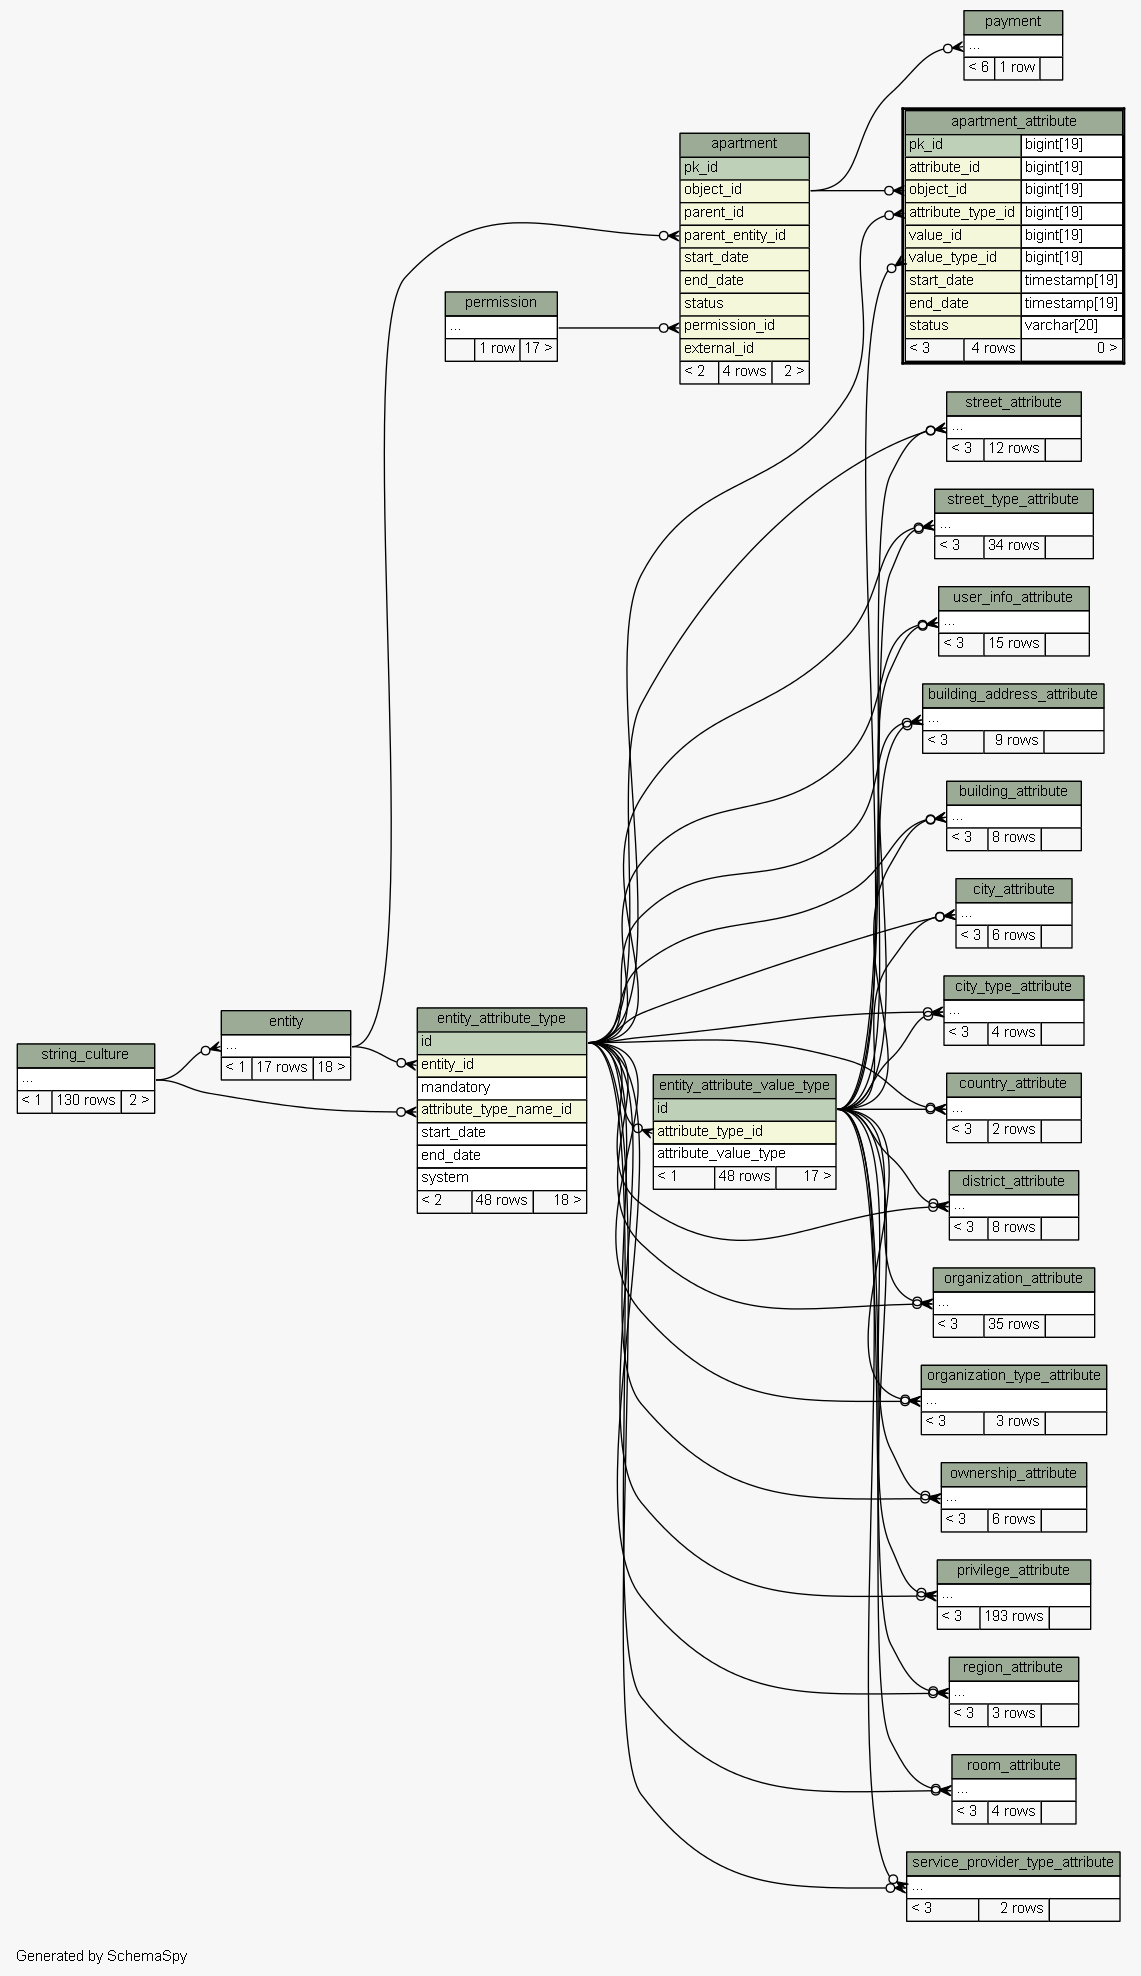 payment
...
< 6 1 row
apartment_attribute
pk_id bigint[19]
attribute_id bigint[19]
object_id bigint[19]
attribute_type_id bigint[19]
value_id bigint[19]
value_type_id bigint[19]
start_date timestamp[19]
end_date timestamp[19]
status varchar[20]
< 3 4 rows 0 >
apartment
pk_id
object_id
parent_id
parent_entity_id
start_date
end_date
status
permission_id
external_id
< 2 4 rows 2 >
permission
...
1 row 17 >
street_attribute
...
< 3 12 rows
street_type_attribute
...
< 3 34 rows
user_info_attribute
...
< 3 15 rows
building_address_attribute
...
< 3 9 rows
building_attribute
...
< 3 8 rows
city_attribute
...
< 3 6 rows
city_type_attribute
...
< 3 4 rows
string_culture
...
< 1 130 rows 2 >
entity
...
< 1 17 rows 18 >
entity_attribute_type
id
entity_id
mandatory
attribute_type_name_id
start_date
end_date
system
< 2 48 rows 18 >
entity_attribute_value_type
id
attribute_type_id
attribute_value_type
< 1 48 rows 17 >
country_attribute
...
< 3 2 rows
district_attribute
...
< 3 8 rows
organization_attribute
...
< 3 35 rows
organization_type_attribute
...
< 3 3 rows
ownership_attribute
...
< 3 6 rows
privilege_attribute
...
< 3 193 rows
region_attribute
...
< 3 3 rows
room_attribute
...
< 3 4 rows
service_provider_type_attribute
...
< 3 2 rows
Generated by SchemaSpy